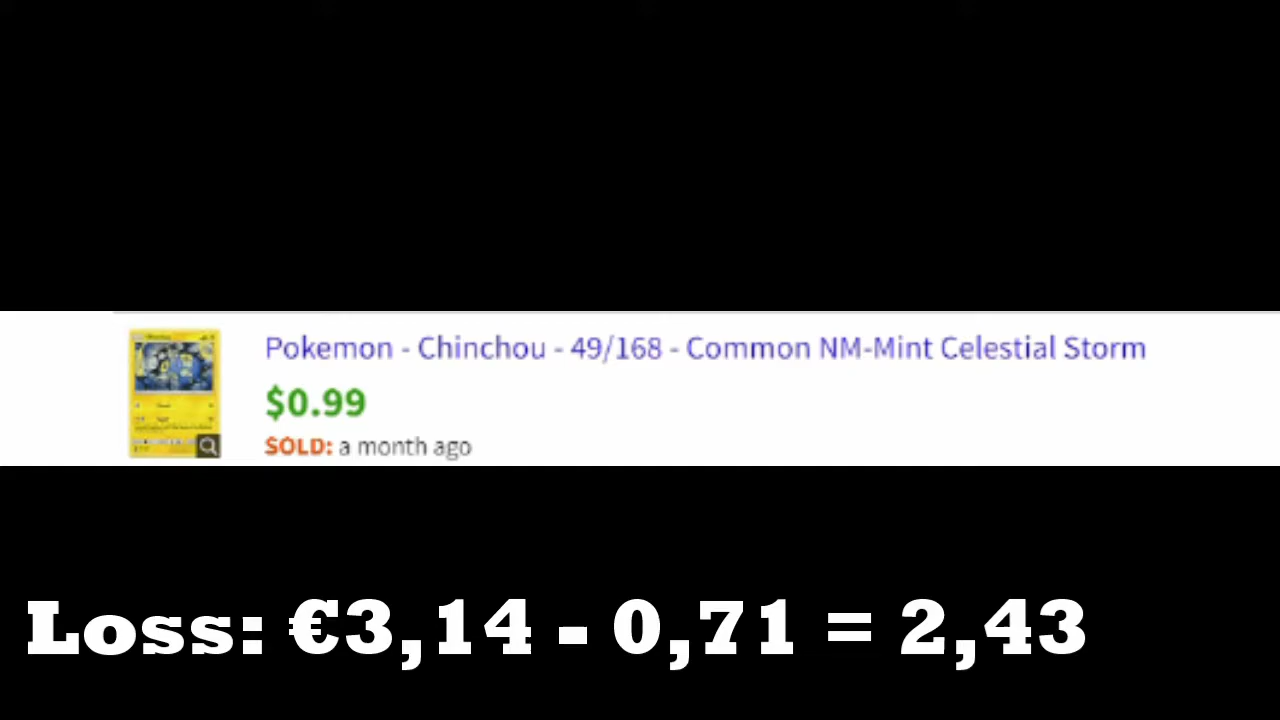 Pokemon - Chinchou - 49/168 - Common NM-Mint Celestial Storm
$0.99
SOLD: a month ago
Loss: €3,14 - 0,71 = 2,43